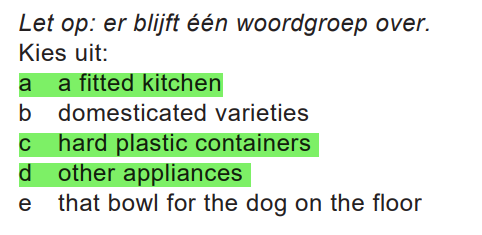 Let op: er blijft één woordgroep over.
Kies uit:
a a fitted kitchen
b domesticated varieties
c hard plastic containers
d other appliances
e that bowl for the dog on the floor